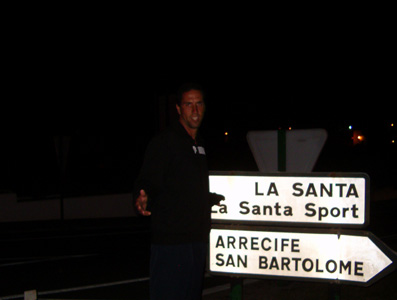 LA SANTA
La Santa Sport
ARRECIFE
SAN BARTOLOME